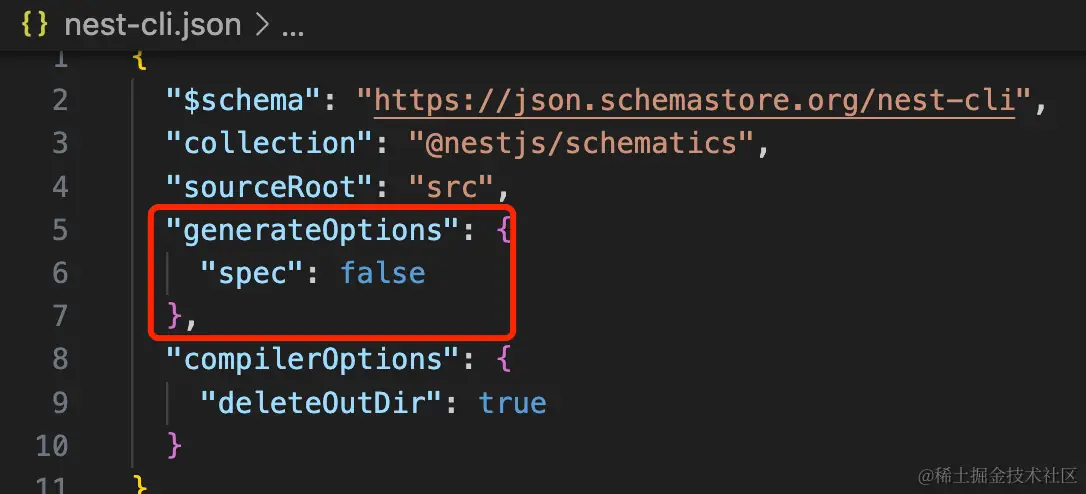 {} nest-cli.json > ...
1 {
2 "$schema": "https://json.schemastore.org/nest-cli",
3 "collection": "@nestjs/schematics",
4 "sourceRoot": "src",
5 "generateOptions": {
6 "spec": false
7 },
8 "compilerOptions": {
9 "deleteOutDir": true
10 }
11 }
@稀土掘金技术社区